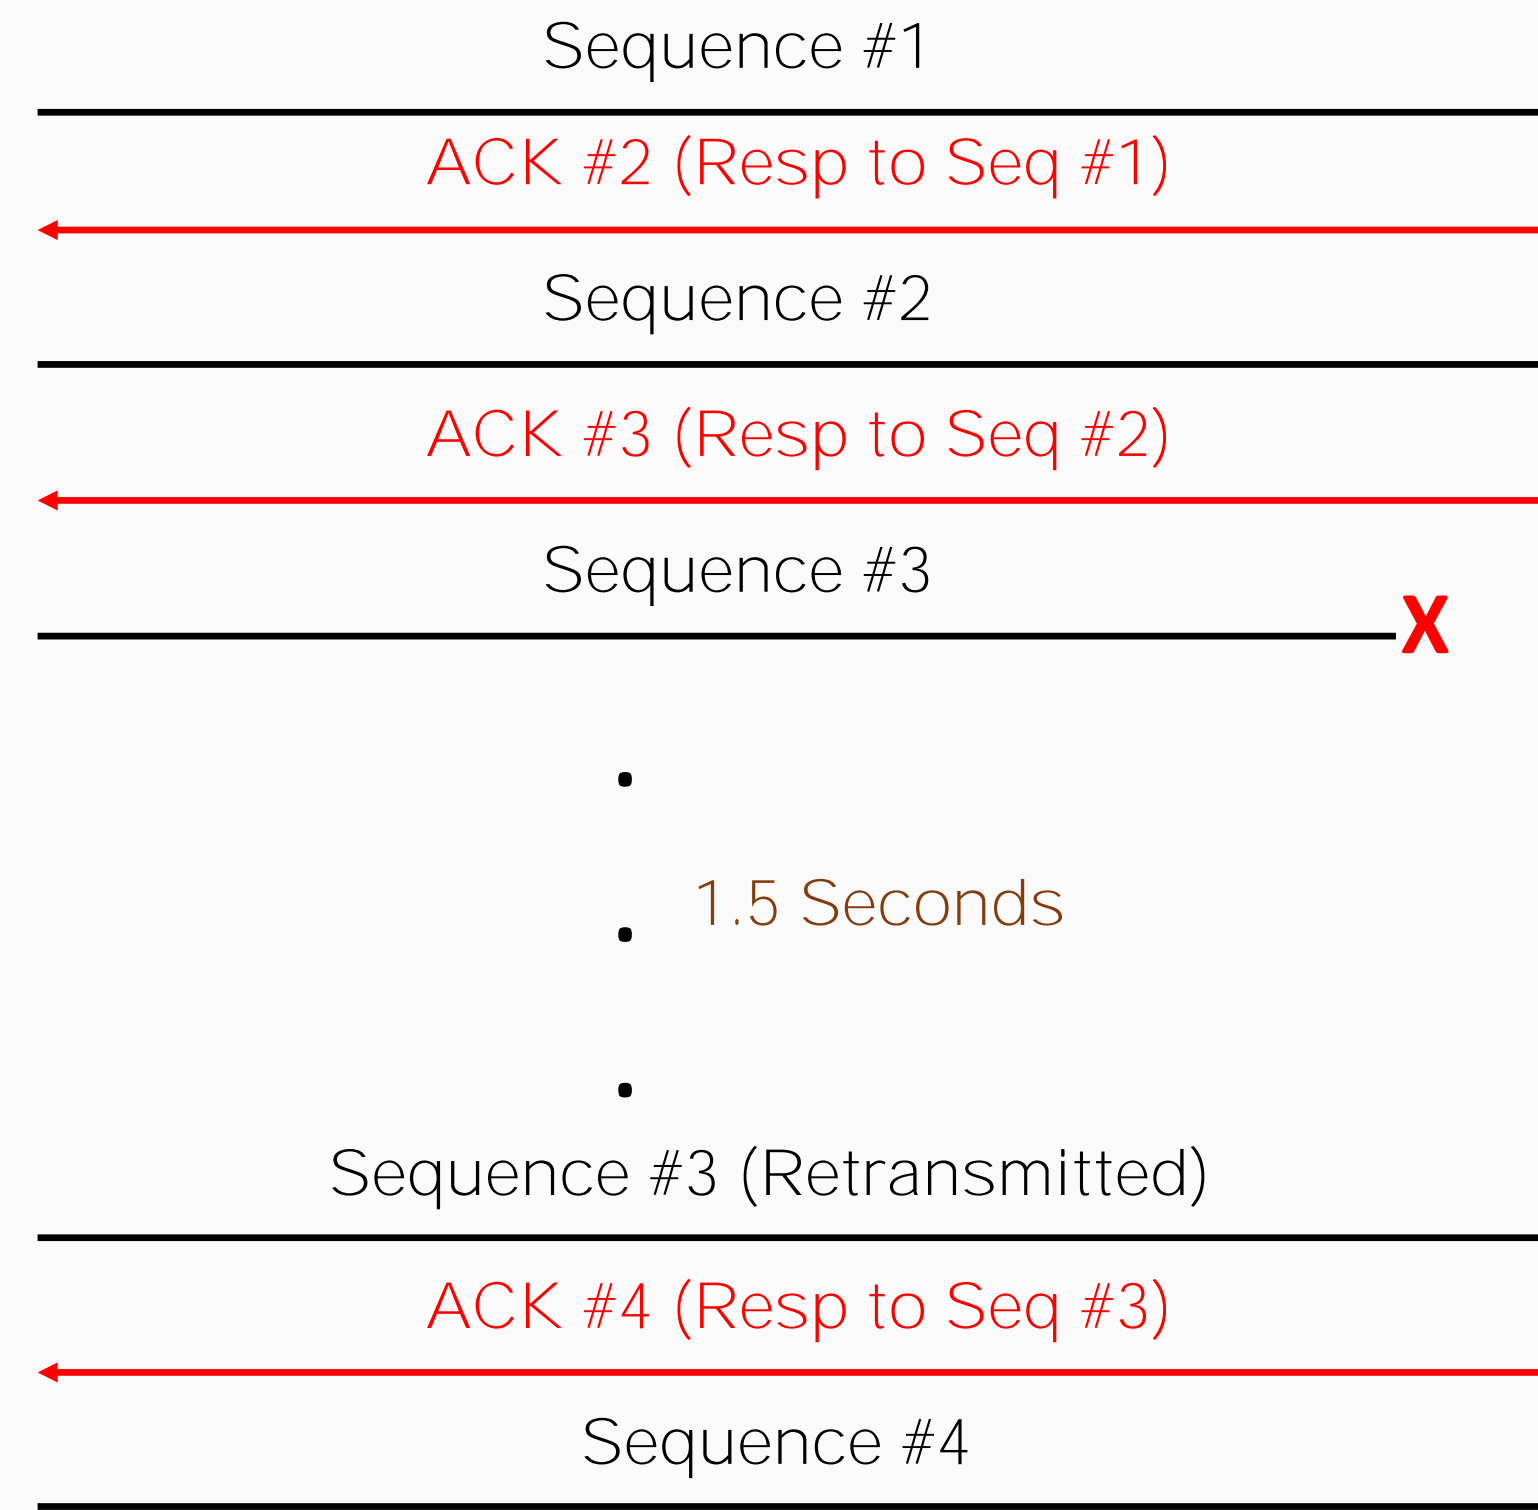 Sequence #1
ACK #2 (Resp to Seq #1)
Sequence #2
ACK #3 (Resp to Seq #2)
Sequence #3
X
1.5 Seconds
Sequence #3 (Retransmitted)
ACK #4 (Resp to Seq #3)
Sequence #4